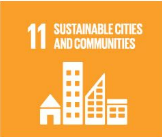 11 SUSTAINABLE CITIES
AND COMMUNITIES